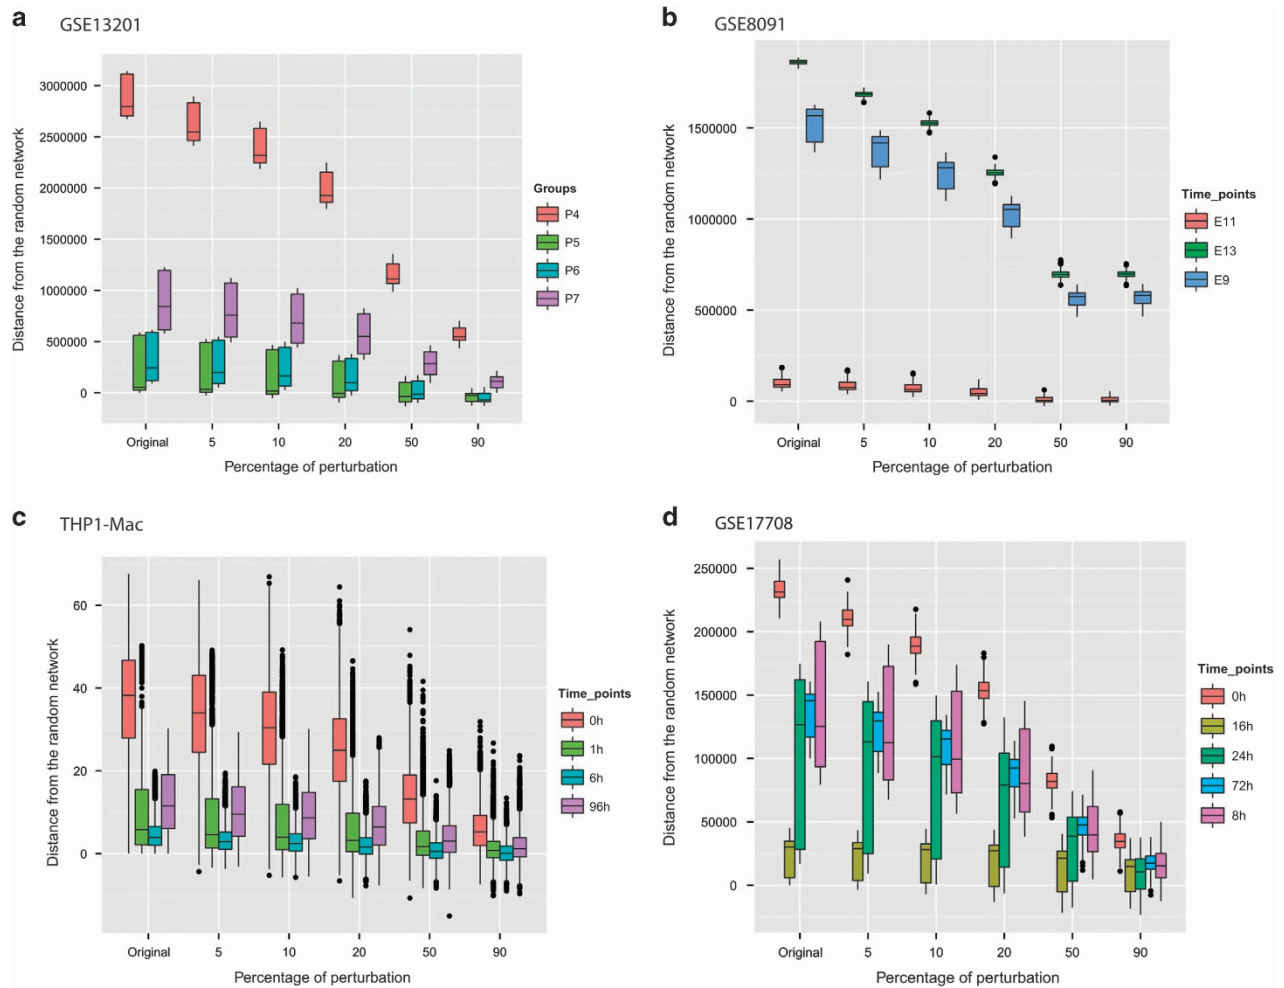 a GSE13201
3000000
2500000
2000000
1500000
1000000
500000
0
Distance from the random network
Original 5 10 20 50 90
Percentage of perturbation
Groups
P4
P5
P6
P7
b GSE8091
1500000
1000000
500000
0
Distance from the random network
Original 5 10 20 50 90
Percentage of perturbation
Time_points
E11
E13
E9
c THP1-Mac
60
40
20
0
Distance from the random network
Original 5 10 20 50 90
Percentage of perturbation
Time_points
0h
1h
6h
96h
d GSE17708
250000
200000
150000
100000
50000
0
Distance from the random network
Original 5 10 20 50 90
Percentage of perturbation
Time_points
0h
16h
24h
72h
8h